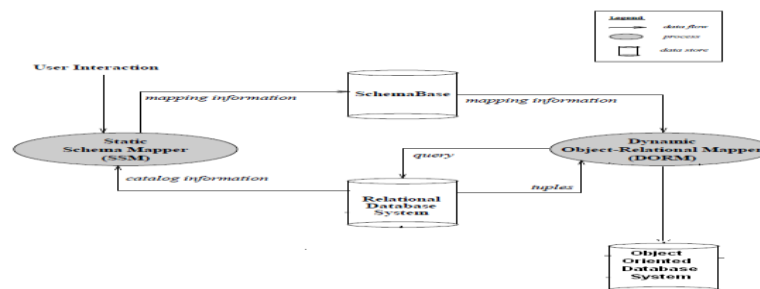 Legend
data flow
process
data store
User Interaction
mapping information
SchemaBase
mapping information
Static
Schema Mapper
(SSM)
Dynamic
Object-Relational Mapper
(DORM)
query
catalog information
tuples
Relational
Database
System
Object
Oriented
Database
System